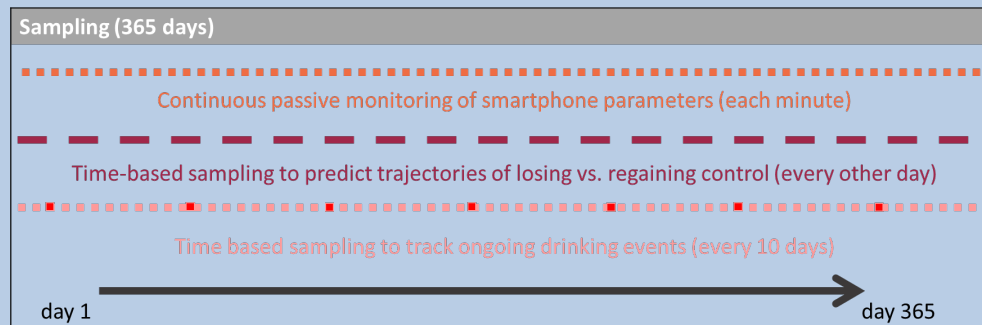 Sampling (365 days)
Continuous passive monitoring of smartphone parameters (each minute)
Time-based sampling to predict trajectories of losing vs. regaining control (every other day)
Time based sampling to track ongoing drinking events (every 10 days)
day 1 day 365